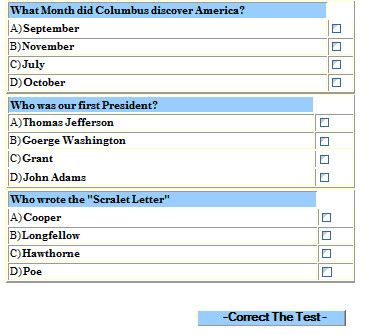 What Month did Columbus discover America?
A)September
B)November
C)July
D)October
Who was our first President?
A)Thomas Jefferson
B)Goerge Washington
C)Grant
D)John Adams
Who wrote the "Scralet Letter"
A)Cooper
B)Longfellow
C)Hawthorne
D)Poe
-Correct The Test-